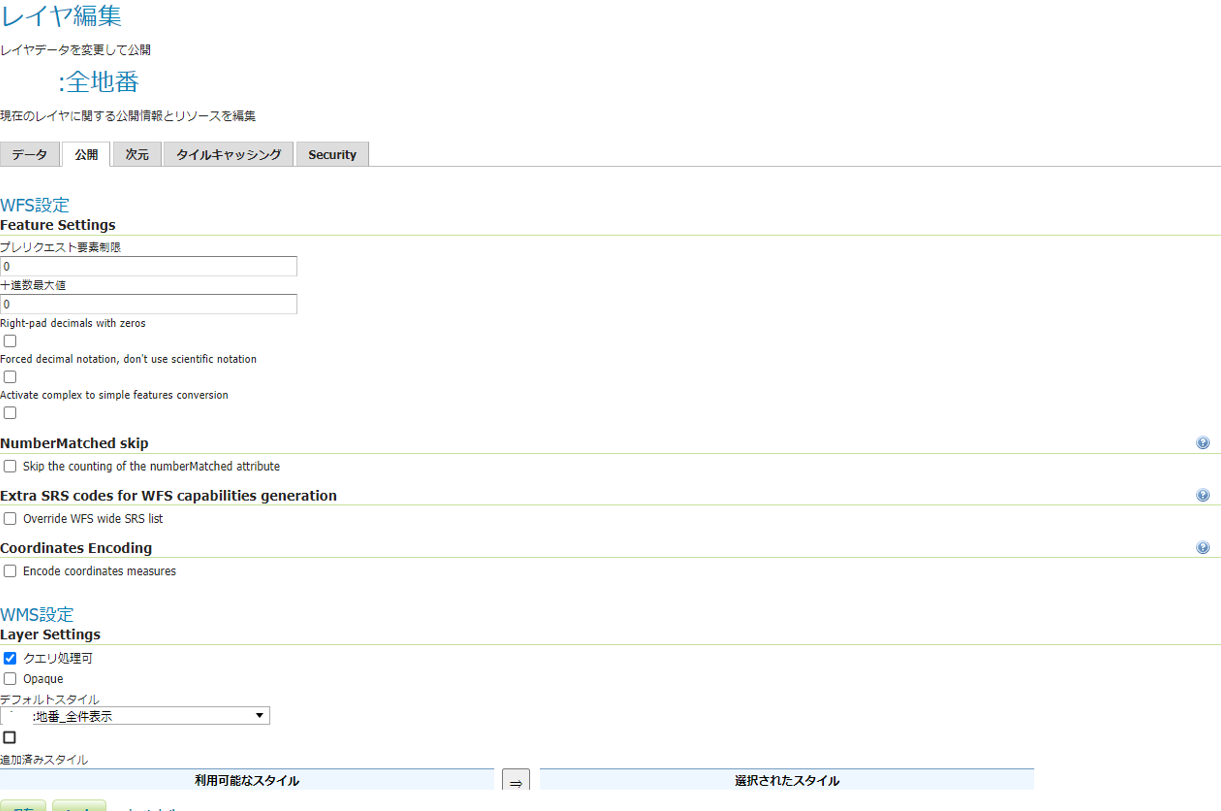 レイヤ編集
レイヤデータを変更して公開
:全地番
現在のレイヤに関する公開情報とリソースを編集
データ 公開 次元 タイルキャッシング Security
WFS設定
Feature Settings
プレリクエスト要素制限
0
十進数最大値
0
Right-pad decimals with zeros
Forced decimal notation, don't use scientific notation
Activate complex to simple features conversion
NumberMatched skip
Skip the counting of the numberMatched attribute
Extra SRS codes for WFS capabilities generation
Override WFS wide SRS list
Coordinates Encoding
Encode coordinates measures
WMS設定
Layer Settings
クエリ処理可
Opaque
デフォルトスタイル
:地番_全件表示
追加済みスタイル
利用可能なスタイル ⇒ 選択されたスタイル